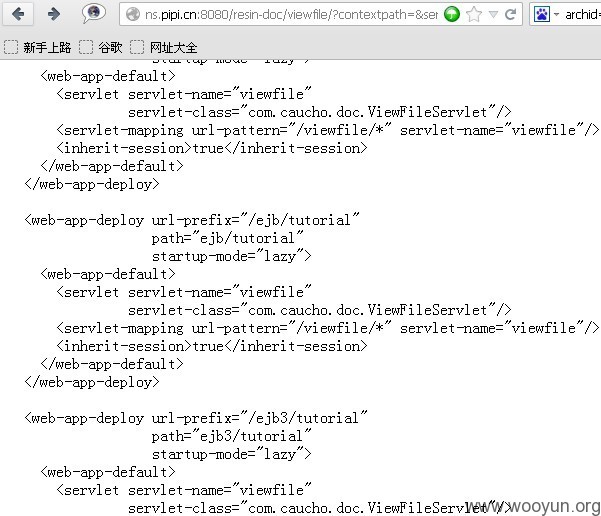 ns.pipi.cn:8080/resin-doc/viewfile/?contextpath=&ser
archid=
新手上路 谷歌 网址大全
startup-mode="lazy">
<web-app-default>
<servlet servlet-name="viewfile"
servlet-class="com.caucho.doc.ViewFileServlet"/>
<servlet-mapping url-pattern="/viewfile/*" servlet-name="viewfile"/>
<inherit-session>true</inherit-session>
</web-app-default>
</web-app-deploy>
<web-app-deploy url-prefix="/ejb/tutorial"
path="ejb/tutorial"
startup-mode="lazy">
<web-app-default>
<servlet servlet-name="viewfile"
servlet-class="com.caucho.doc.ViewFileServlet"/>
<servlet-mapping url-pattern="/viewfile/*" servlet-name="viewfile"/>
<inherit-session>true</inherit-session>
</web-app-default>
</web-app-deploy>
<web-app-deploy url-prefix="/ejb3/tutorial"
path="ejb3/tutorial"
startup-mode="lazy">
<web-app-default>
<servlet servlet-name="viewfile"
servlet-class="com.caucho.doc.ViewFileServlet"/>
www.wooyun.org